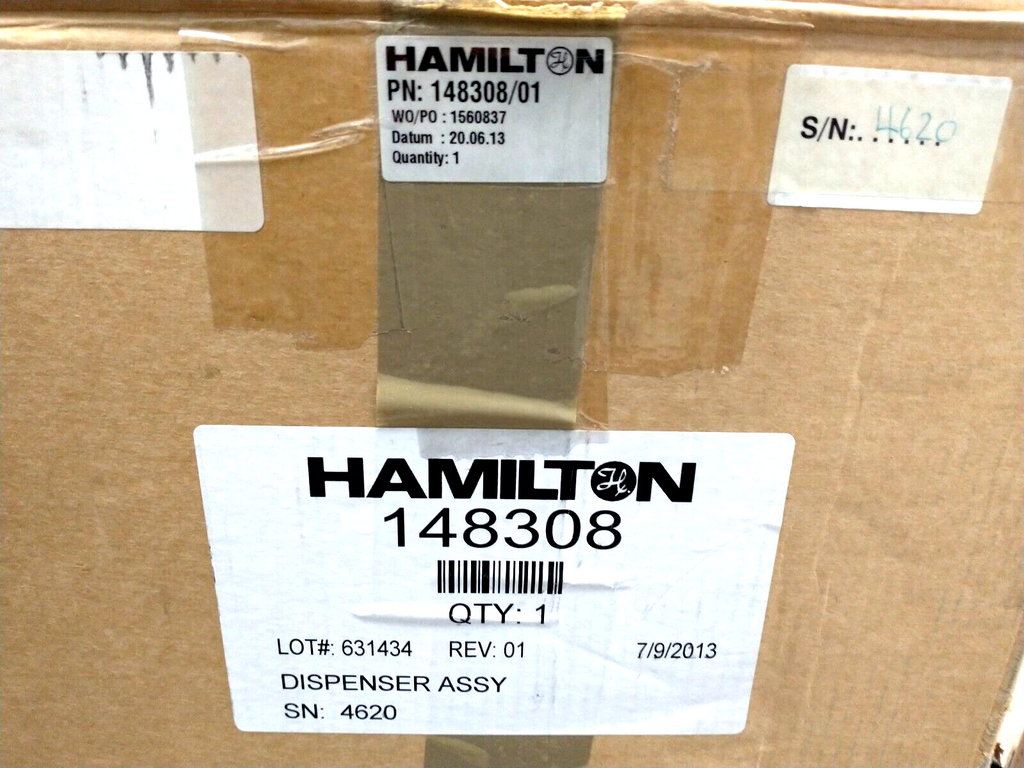 HAMILTON
PN: 148308/01
WO/PO : 1560837
Datum : 20.06.13
Quantity: 1
S/N:. 4620
HAMILTON
148308
QTY: 1
LOT#: 631434 REV: 01 7/9/2013
DISPENSER ASSY
SN: 4620